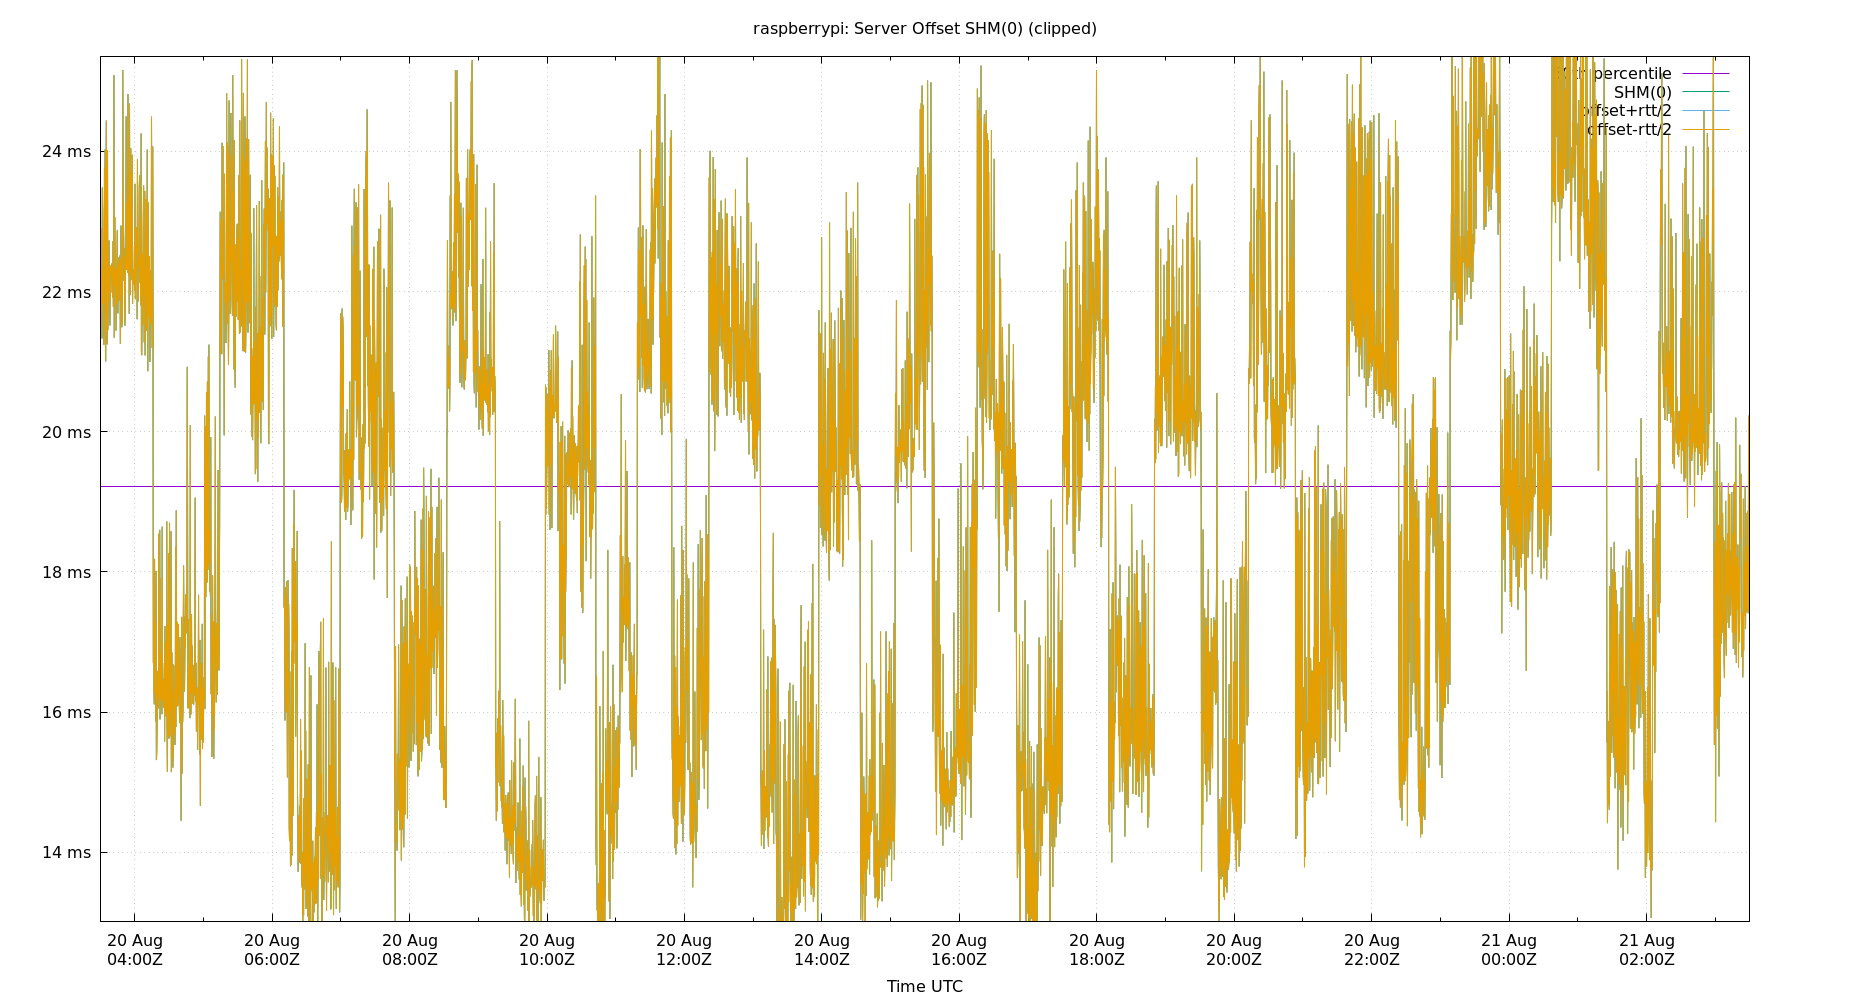 raspberrypi: Server Offset SHM(0) (clipped)
percentile
SHM(0)
offset+rtt/2
offset-rtt/2
24 ms
22 ms
20 ms
18 ms
16 ms
14 ms
20 Aug 20 Aug 20 Aug 20 Aug 20 Aug 20 Aug 20 Aug 20 Aug 20 Aug 20 Aug 21 Aug 21 Aug
04:00Z 06:00Z 08:00Z 10:00Z 12:00Z 14:00Z 16:00Z 18:00Z 20:00Z 22:00Z 00:00Z 02:00Z
Time UTC